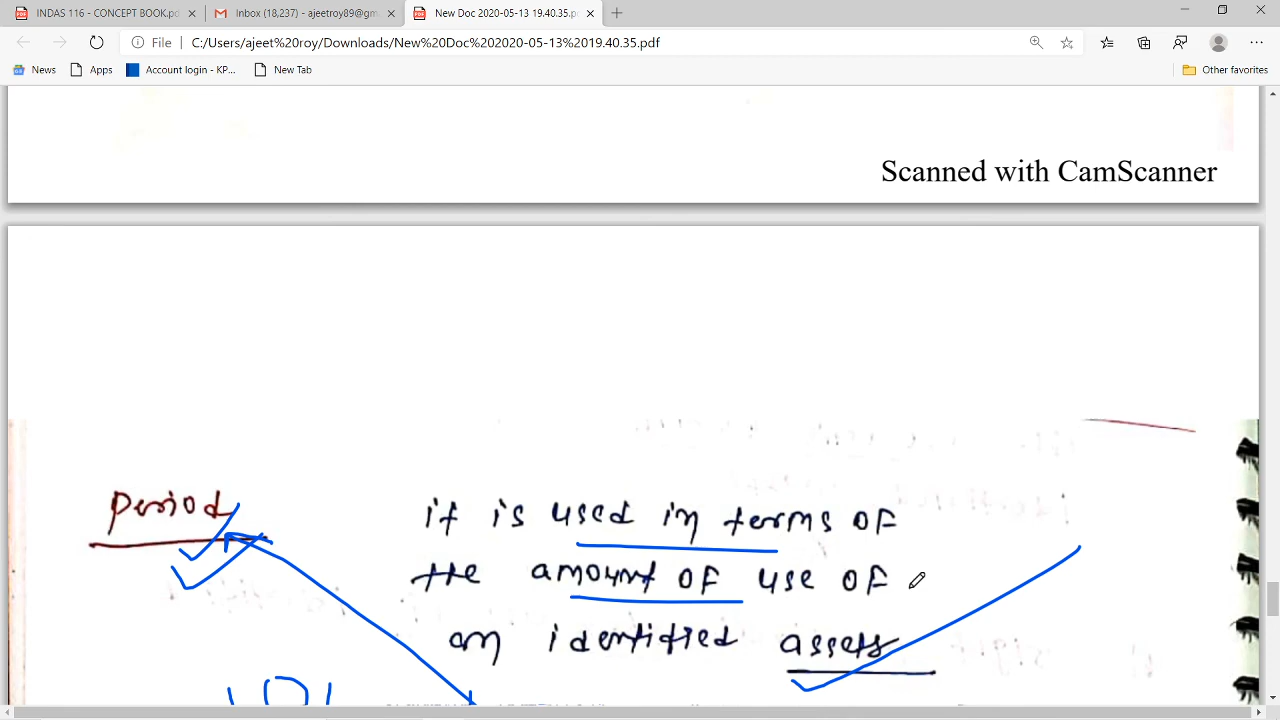 INDAS 116 - CONCEPT BOOK.pd
Inbox (18,237) - ajeetroy89@gm
New Doc 2020-05-13 19.40.35.p
File
C:/Users/ajeet%20roy/Downloads/New%20Doc%202020-05-13%2019.40.35.pdf
News
Apps
Account login - KP...
New Tab
Other favorites
Scanned with CamScanner
Period
it is used in terms of
the amount of use of
an identified assets